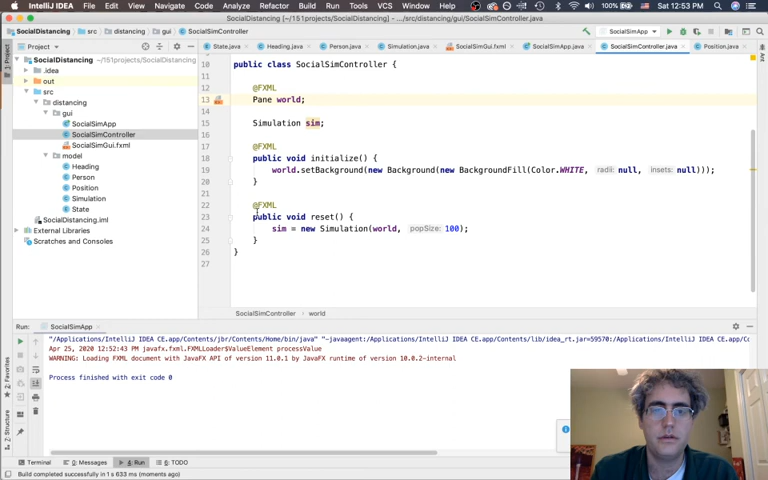 IntelliJ IDEA File Edit View Navigate Code Analyze Refactor Build Run Tools VCS Window Help 100% Sat 12:53 PM
SocialDistancing [~/151projects/SocialDistancing] – .../src/distancing/gui/SocialSimController.java
SocialDistancing src distancing gui SocialSimController SocialSimApp
Project State.java Heading.java Person.java Simulation.java SocialSimGui.fxml SocialSimApp.java SocialSimController.java Position.java
1: Project
Ant
SocialDistancing ~/151projects/SocialDistancing
.idea
out
src
distancing
gui
SocialSimApp
SocialSimController
SocialSimGui.fxml
model
Heading
Person
Position
Simulation
State
SocialDistancing.iml
External Libraries
Scratches and Consoles
10 public class SocialSimController {
11
12 @FXML
13 Pane world;
14
15 Simulation sim;
16
17 @FXML
18 public void initialize() {
19 world.setBackground(new Background(new BackgroundFill(Color.WHITE, radii: null, insets: null)));
20 }
21
22 @FXML
23 public void reset() {
24 sim = new Simulation(world, popSize: 100);
25 }
26 }
27
SocialSimController › world
Run: SocialSimApp
"/Applications/IntelliJ IDEA CE.app/Contents/jbr/Contents/Home/bin/java" "-javaagent:/Applications/IntelliJ IDEA CE.app/Contents/lib/idea_rt.jar=59570:/Applications/IntelliJ IDEA CE.app/Co
Apr 25, 2020 12:52:43 PM javafx.fxml.FXMLLoader$ValueElement processValue
WARNING: Loading FXML document with JavaFX API of version 11.0.1 by JavaFX runtime of version 10.0.2-internal
Process finished with exit code 0
2: Favorites
7: Structure
Terminal 0: Messages 4: Run 6: TODO
Build completed successfully in 1 s 633 ms (moments ago)